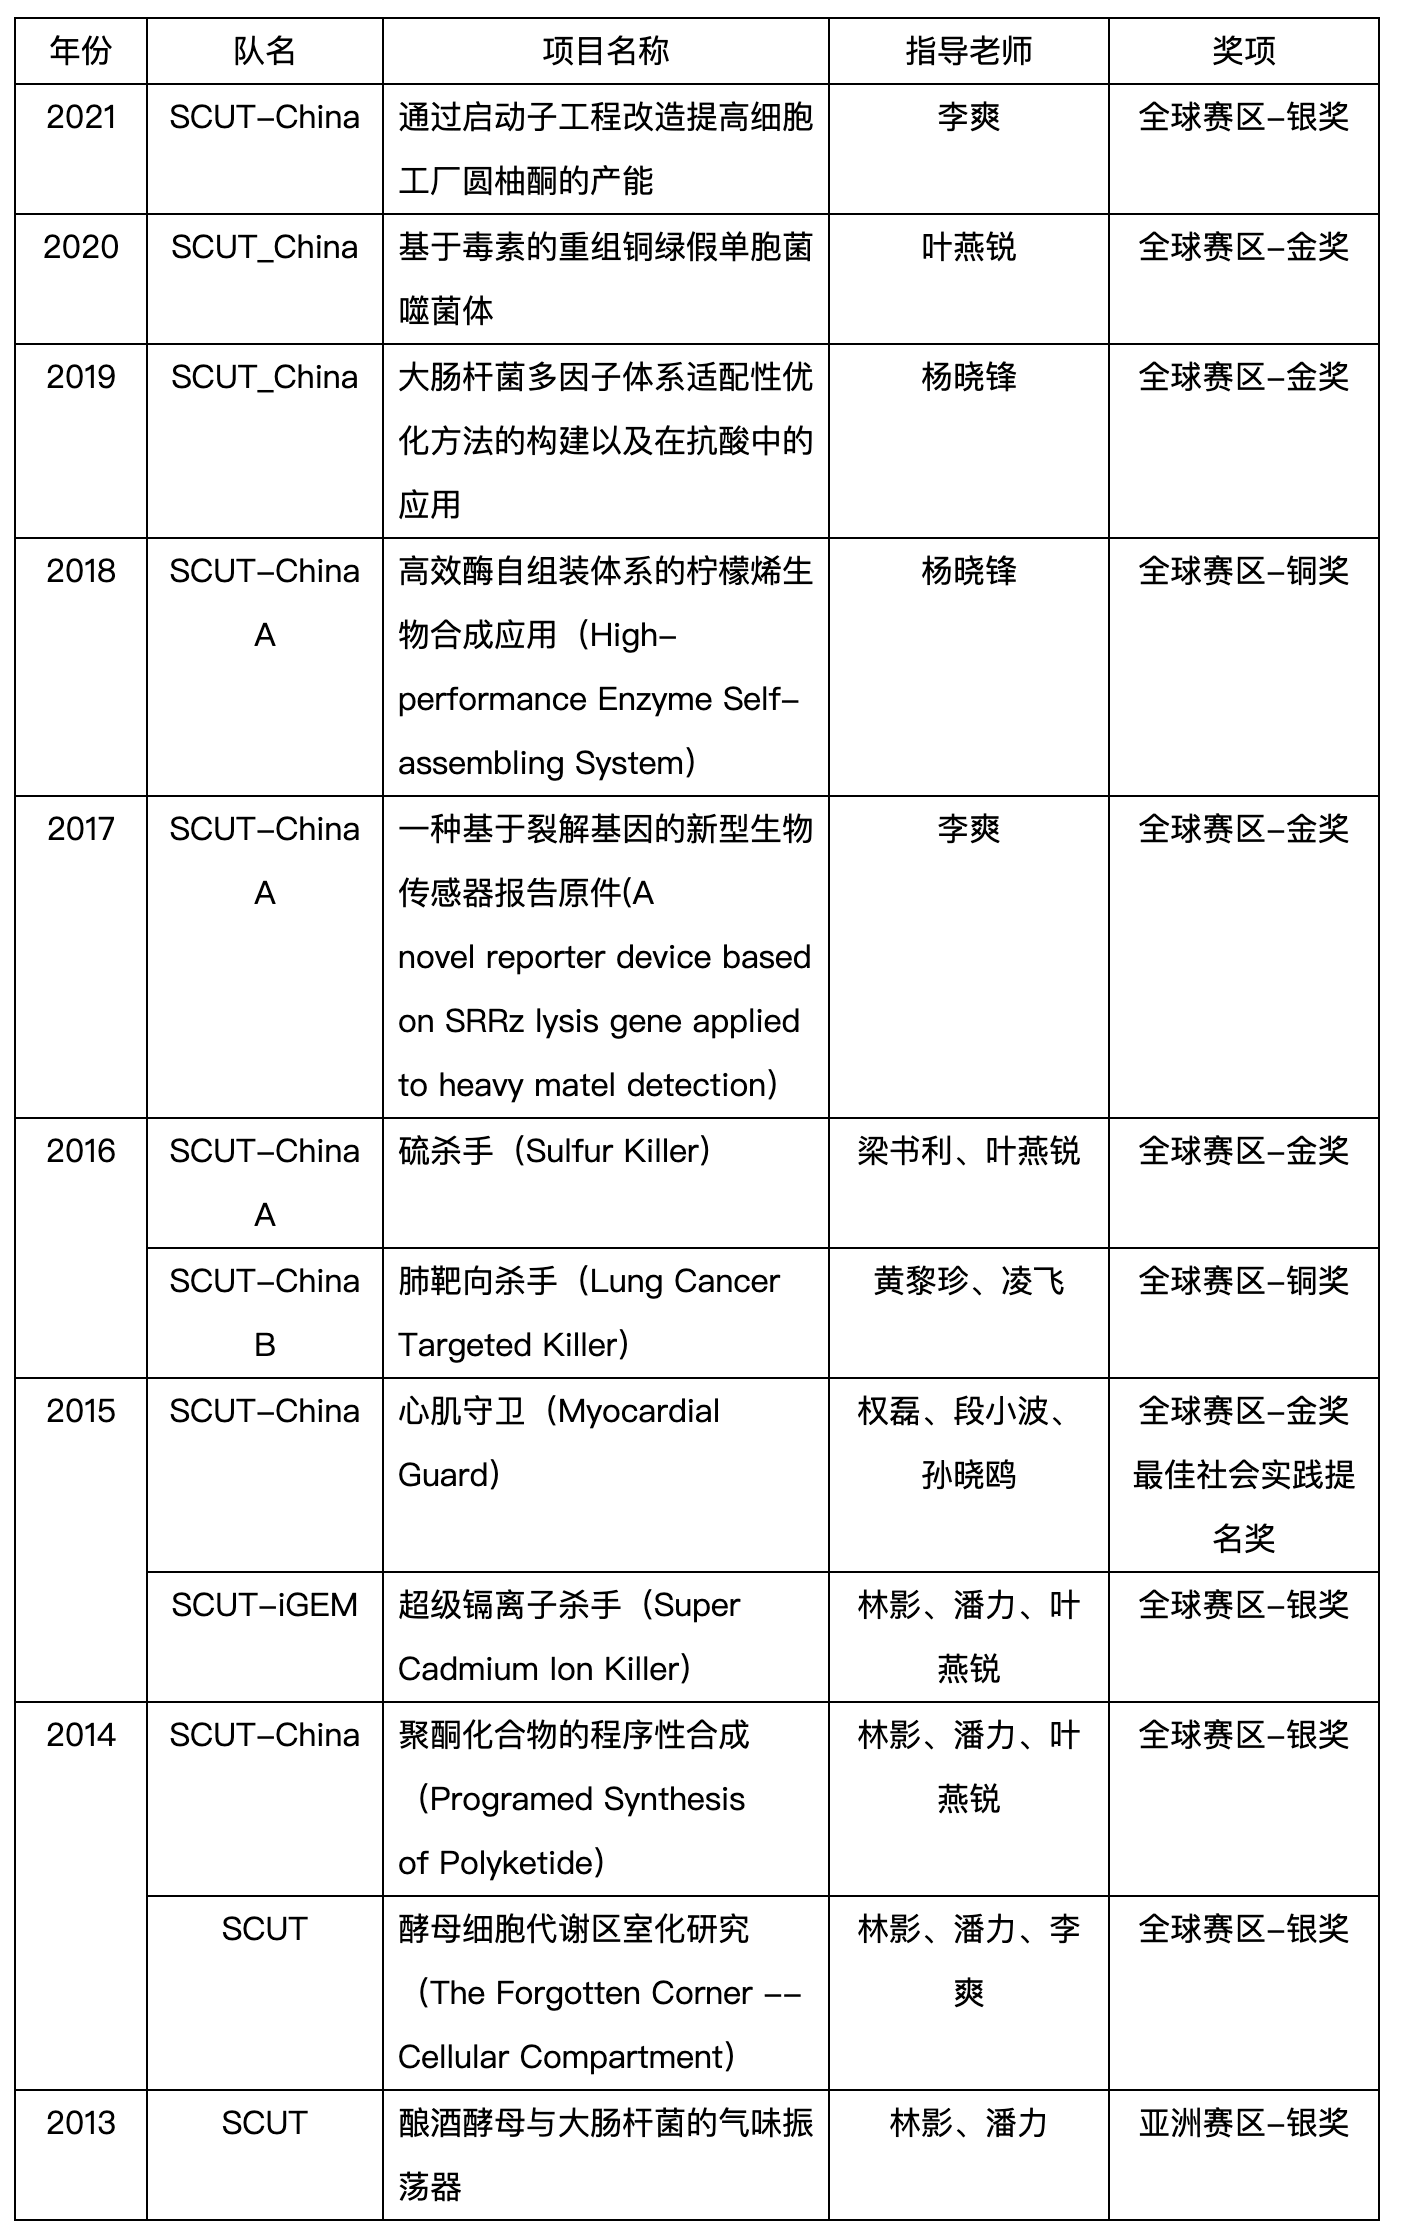 年份 队名 项目名称 指导老师 奖项
2021 SCUT-China 通过启动子工程改造提高细胞 李爽 全球赛区-银奖
工厂圆柚酮的产能
2020 SCUT_China 基于毒素的重组铜绿假单胞菌 叶燕锐 全球赛区-金奖
噬菌体
2019 SCUT_China 大肠杆菌多因子体系适配性优 杨晓锋 全球赛区-金奖
化方法的构建以及在抗酸中的
应用
2018 SCUT-China 高效酶自组装体系的柠檬烯生 杨晓锋 全球赛区-铜奖
A 物合成应用（High-
performance Enzyme Self-
assembling System）
2017 SCUT-China 一种基于裂解基因的新型生物 李爽 全球赛区-金奖
A 传感器报告原件(A
novel reporter device based
on SRRz lysis gene applied
to heavy matel detection）
2016 SCUT-China 硫杀手（Sulfur Killer） 梁书利、叶燕锐 全球赛区-金奖
A
SCUT-China 肺靶向杀手（Lung Cancer 黄黎珍、凌飞 全球赛区-铜奖
B Targeted Killer）
2015 SCUT-China 心肌守卫（Myocardial 权磊、段小波、 全球赛区-金奖
Guard） 孙晓鸥 最佳社会实践提
名奖
SCUT-iGEM 超级镉离子杀手（Super 林影、潘力、叶 全球赛区-银奖
Cadmium Ion Killer） 燕锐
2014 SCUT-China 聚酮化合物的程序性合成 林影、潘力、叶 全球赛区-银奖
（Programed Synthesis 燕锐
of Polyketide）
SCUT 酵母细胞代谢区室化研究 林影、潘力、李 全球赛区-银奖
（The Forgotten Corner -- 爽
Cellular Compartment）
2013 SCUT 酿酒酵母与大肠杆菌的气味振 林影、潘力 亚洲赛区-银奖
荡器